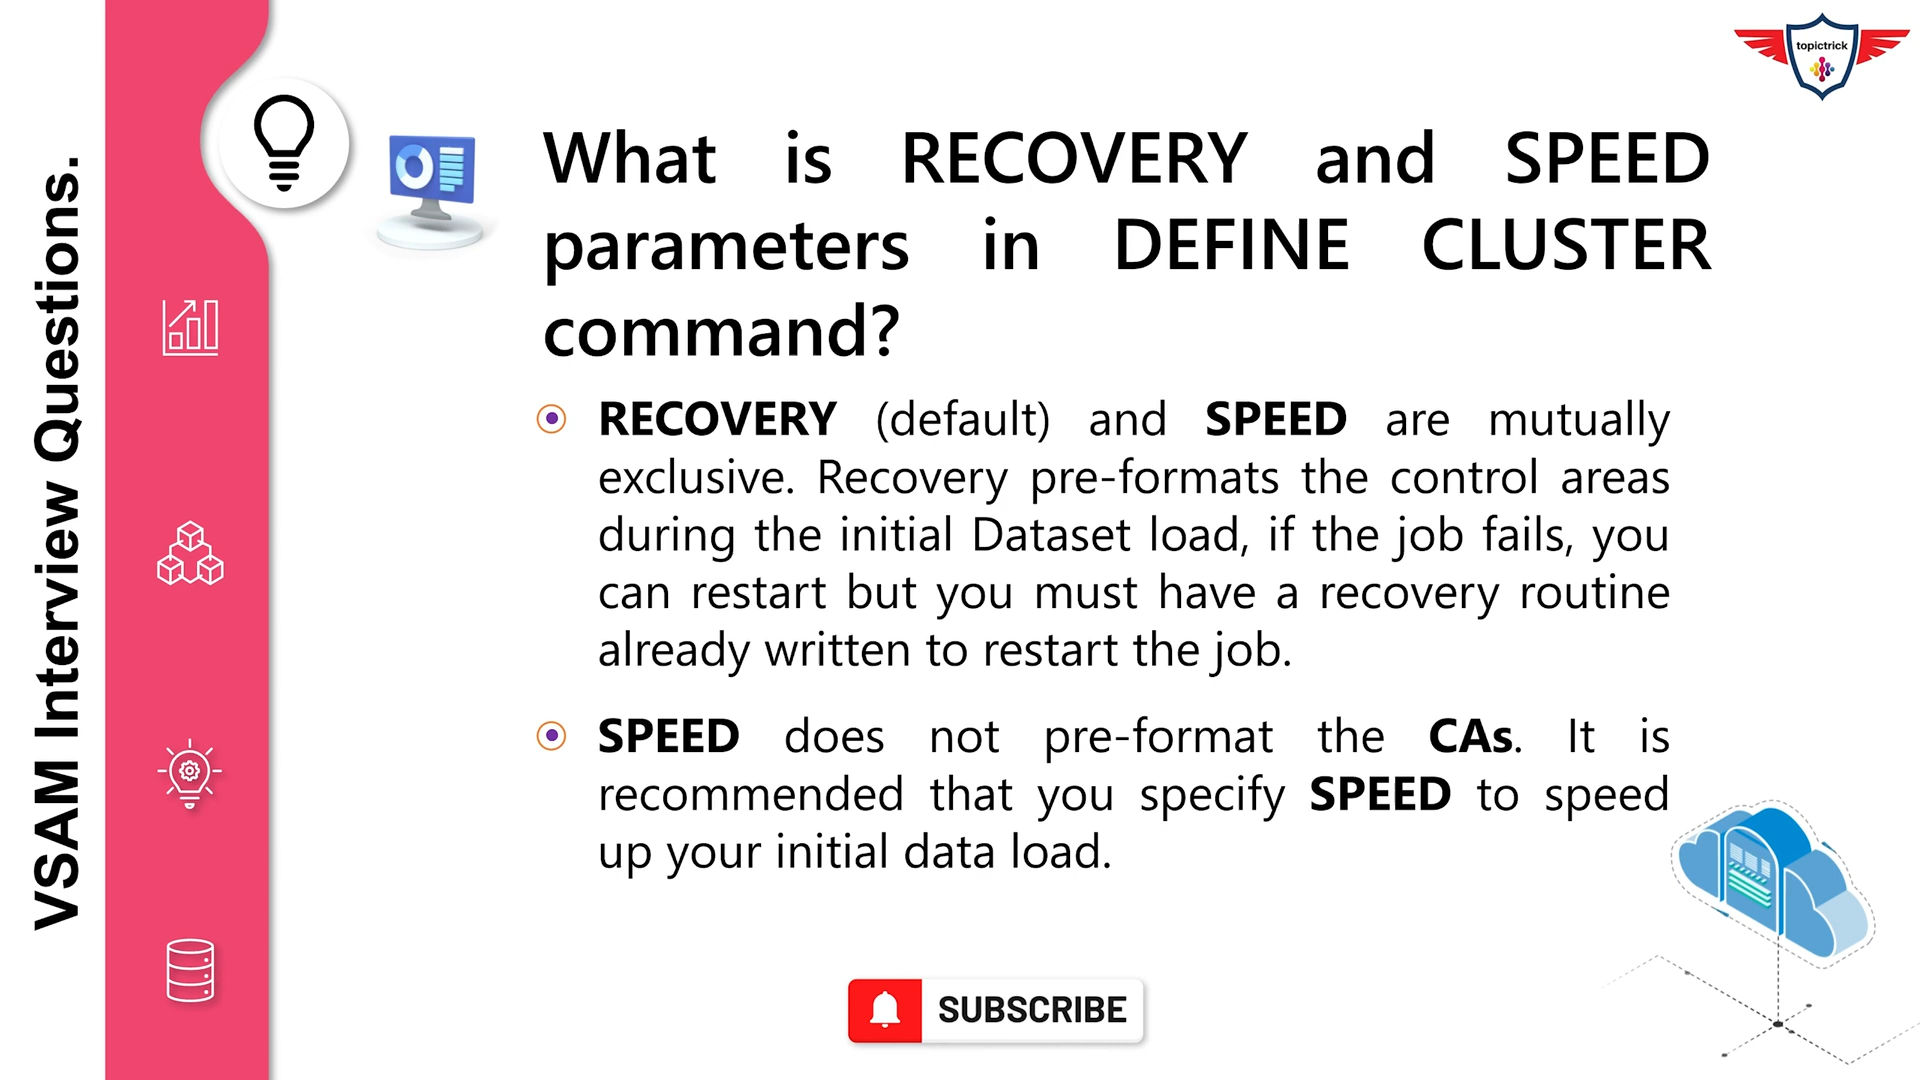 VSAM Interview Questions.
topictrick
What is RECOVERY and SPEED
parameters in DEFINE CLUSTER
command?
RECOVERY (default) and SPEED are mutually
exclusive. Recovery pre-formats the control areas
during the initial Dataset load, if the job fails, you
can restart but you must have a recovery routine
already written to restart the job.
SPEED does not pre-format the CAs. It is
recommended that you specify SPEED to speed
up your initial data load.
SUBSCRIBE